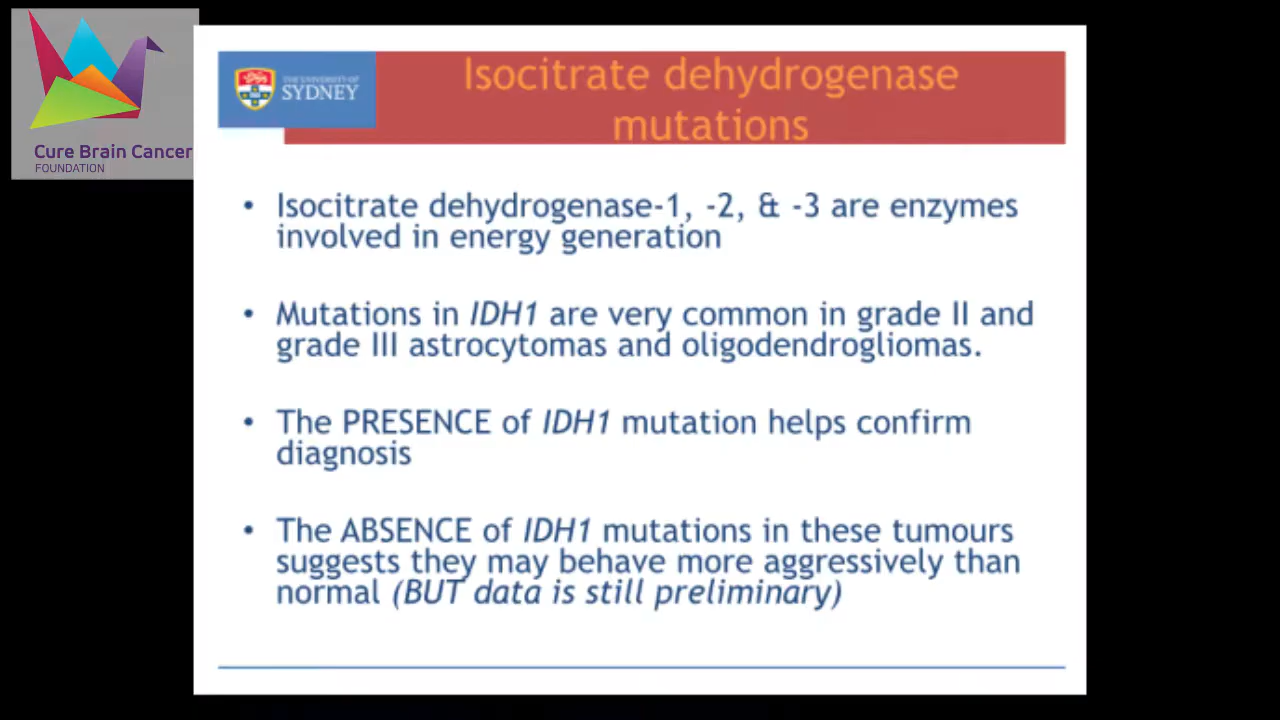 Cure Brain Cancer
FOUNDATION
THE UNIVERSITY OF
SYDNEY
Isocitrate dehydrogenase
mutations
• Isocitrate dehydrogenase-1, -2, & -3 are enzymes
involved in energy generation
• Mutations in IDH1 are very common in grade II and
grade III astrocytomas and oligodendrogliomas.
• The PRESENCE of IDH1 mutation helps confirm
diagnosis
• The ABSENCE of IDH1 mutations in these tumours
suggests they may behave more aggressively than
normal (BUT data is still preliminary)